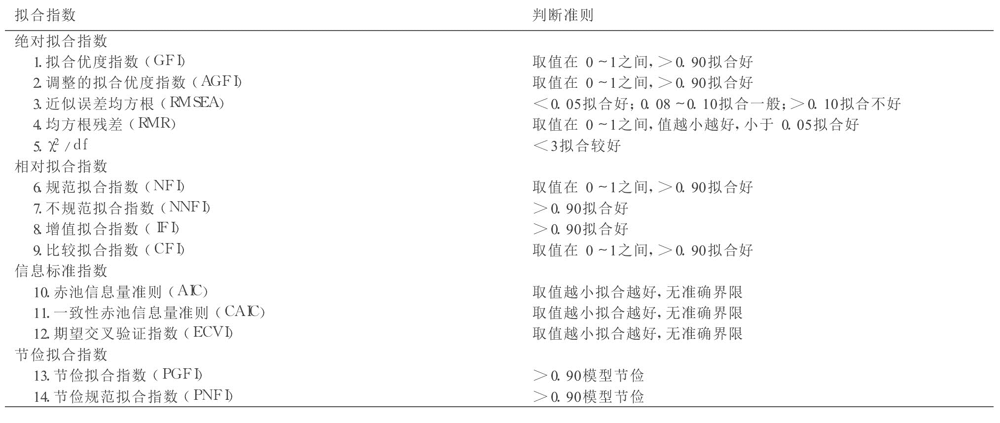 拟合指数 判断准则
绝对拟合指数
1.拟合优度指数(GFI) 取值在 0~1之间,>0.90拟合好
2.调整的拟合优度指数(AGFI) 取值在 0~1之间,>0.90拟合好
3.近似误差均方根(RMSEA) <0.05拟合好;0.08~0.10拟合一般;>0.10拟合不好
4.均方根残差(RMR) 取值在 0~1之间,值越小越好,小于 0.05拟合好
5.χ²/df <3拟合较好
相对拟合指数
6.规范拟合指数(NFI) 取值在 0~1之间,>0.90拟合好
7.不规范拟合指数(NNFI) >0.90拟合好
8.增值拟合指数(IFI) >0.90拟合好
9.比较拟合指数(CFI) 取值在 0~1之间,>0.90拟合好
信息标准指数
10.赤池信息量准则(AIC) 取值越小拟合越好,无准确界限
11.一致性赤池信息量准则(CAIC) 取值越小拟合越好,无准确界限
12.期望交叉验证指数(ECVI) 取值越小拟合越好,无准确界限
节俭拟合指数
13.节俭拟合指数(PGFI) >0.90模型节俭
14.节俭规范拟合指数(PNFI) >0.90模型节俭